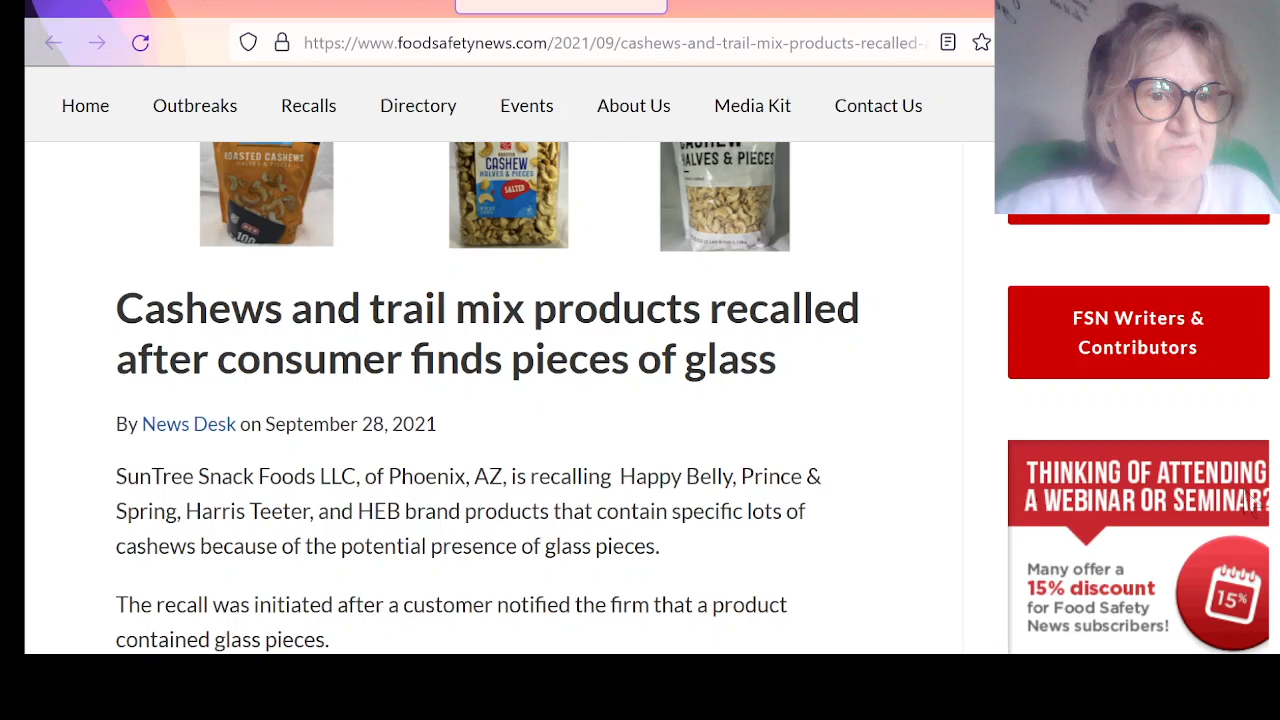 https://www.foodsafetynews.com/2021/09/cashews-and-trail-mix-products-recalled-
Home Outbreaks Recalls Directory Events About Us Media Kit Contact Us
ROASTED CASHEWS
HALVES & PIECES
100
CASHEW
HALVES & PIECES
SALTED
CASHEW
HALVES & PIECES
Cashews and trail mix products recalled
after consumer finds pieces of glass
By News Desk on September 28, 2021
SunTree Snack Foods LLC, of Phoenix, AZ, is recalling Happy Belly, Prince &
Spring, Harris Teeter, and HEB brand products that contain specific lots of
cashews because of the potential presence of glass pieces.
The recall was initiated after a customer notified the firm that a product
contained glass pieces.
FSN Writers &
Contributors
THINKING OF ATTENDING
A WEBINAR OR SEMINAR?
Many offer a
15% discount
for Food Safety
News subscribers!
15%